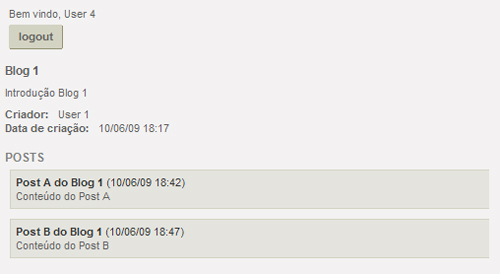 Bem vindo, User 4
logout
Blog 1
Introdução Blog 1
Criador: User 1
Data de criação: 10/06/09 18:17
POSTS
Post A do Blog 1 (10/06/09 18:42)
Conteúdo do Post A
Post B do Blog 1 (10/06/09 18:47)
Conteúdo do Post B